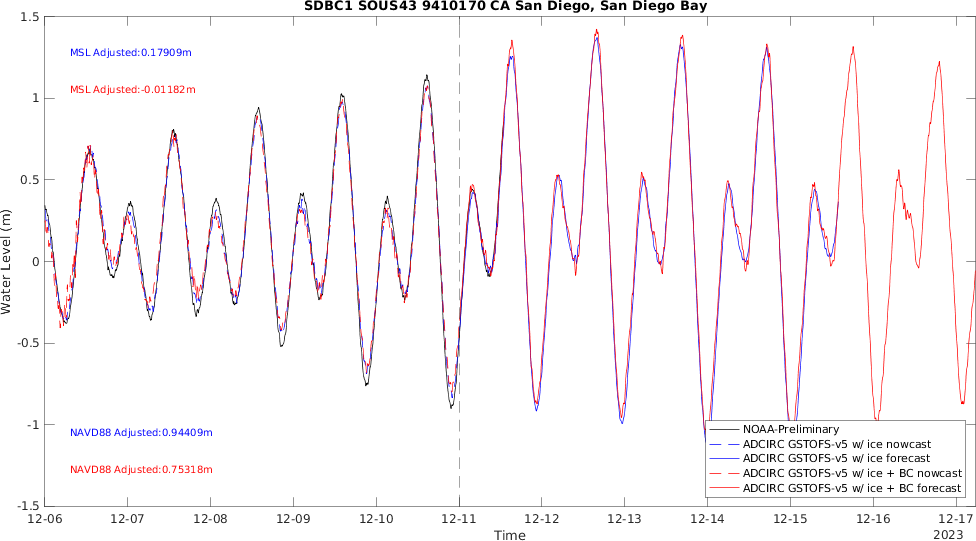 SDBC1 SOUS43 9410170 CA San Diego, San Diego Bay
1.5
1
0.5
0
-0.5
-1
-1.5
Water Level (m)
MSL Adjusted:0.17909m
MSL Adjusted:-0.01182m
NAVD88 Adjusted:0.94409m
NAVD88 Adjusted:0.75318m
NOAA-Preliminary
ADCIRC GSTOFS-v5 w/ ice nowcast
ADCIRC GSTOFS-v5 w/ ice forecast
ADCIRC GSTOFS-v5 w/ ice + BC nowcast
ADCIRC GSTOFS-v5 w/ ice + BC forecast
12-06 12-07 12-08 12-09 12-10 12-11 12-12 12-13 12-14 12-15 12-16 12-17
Time
2023